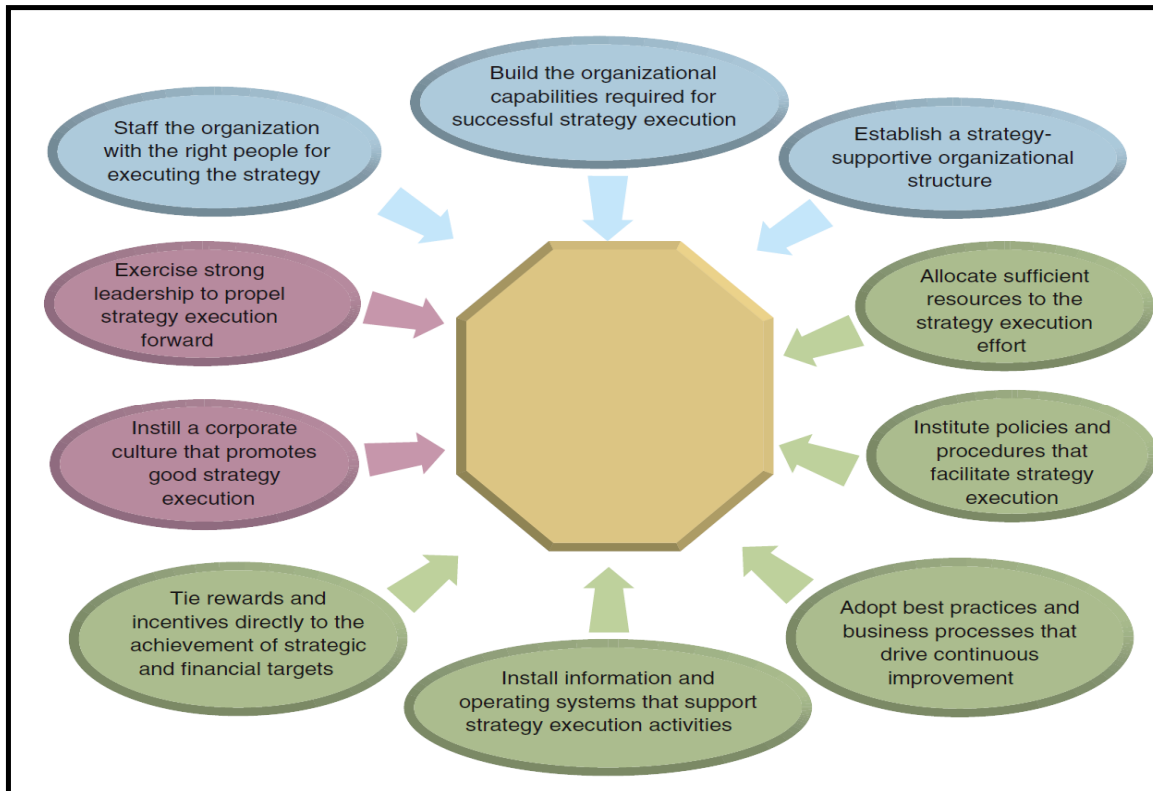 Build the organizational
capabilities required for
successful strategy execution
Staff the organization
with the right people for
executing the strategy
Establish a strategy-
supportive organizational
structure
Exercise strong
leadership to propel
strategy execution
forward
Allocate sufficient
resources to the
strategy execution
effort
Instill a corporate
culture that promotes
good strategy
execution
Institute policies and
procedures that
facilitate strategy
execution
Tie rewards and
incentives directly to the
achievement of strategic
and financial targets
Install information and
operating systems that support
strategy execution activities
Adopt best practices and
business processes that
drive continuous
improvement